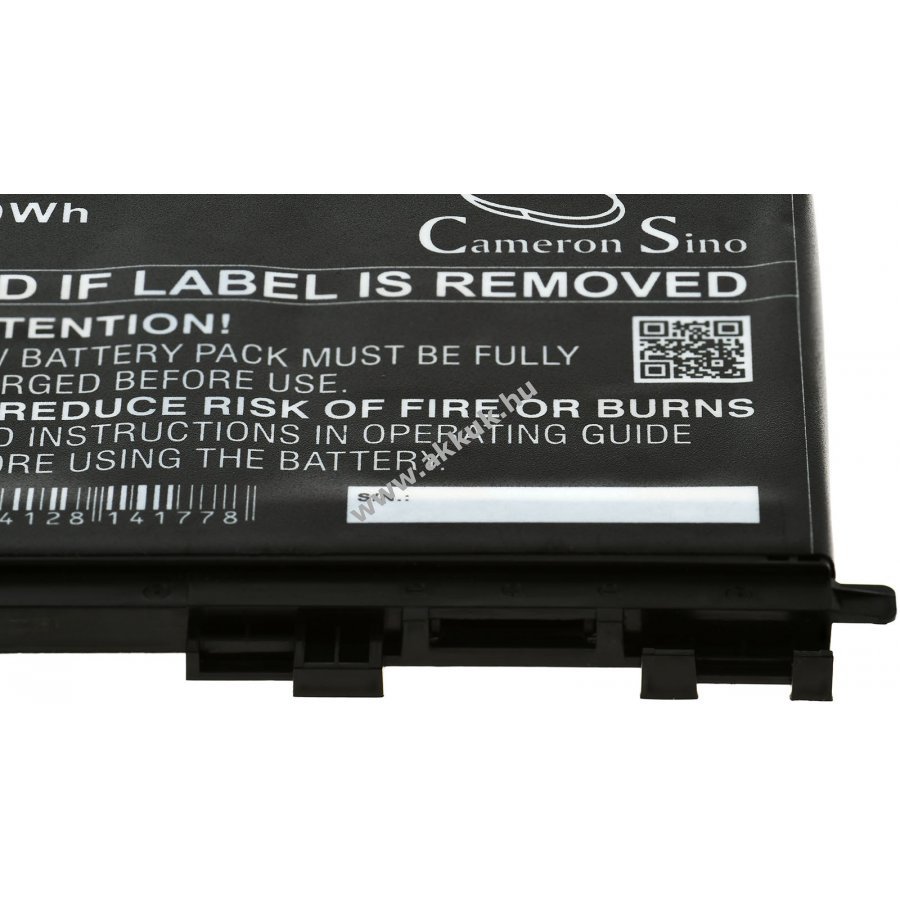 Wh
Cameron Sino
D IF LABEL IS REMOVED
TENTION!
/ BATTERY PACK MUST BE FULLY
RGED BEFORE USE.
REDUCE RISK OF FIRE OR BURNS
D INSTRUCTIONS IN OPERATING GUIDE
ORE USING THE BATTERY.
4128 141778
S.N.:
www.akkuk.hu